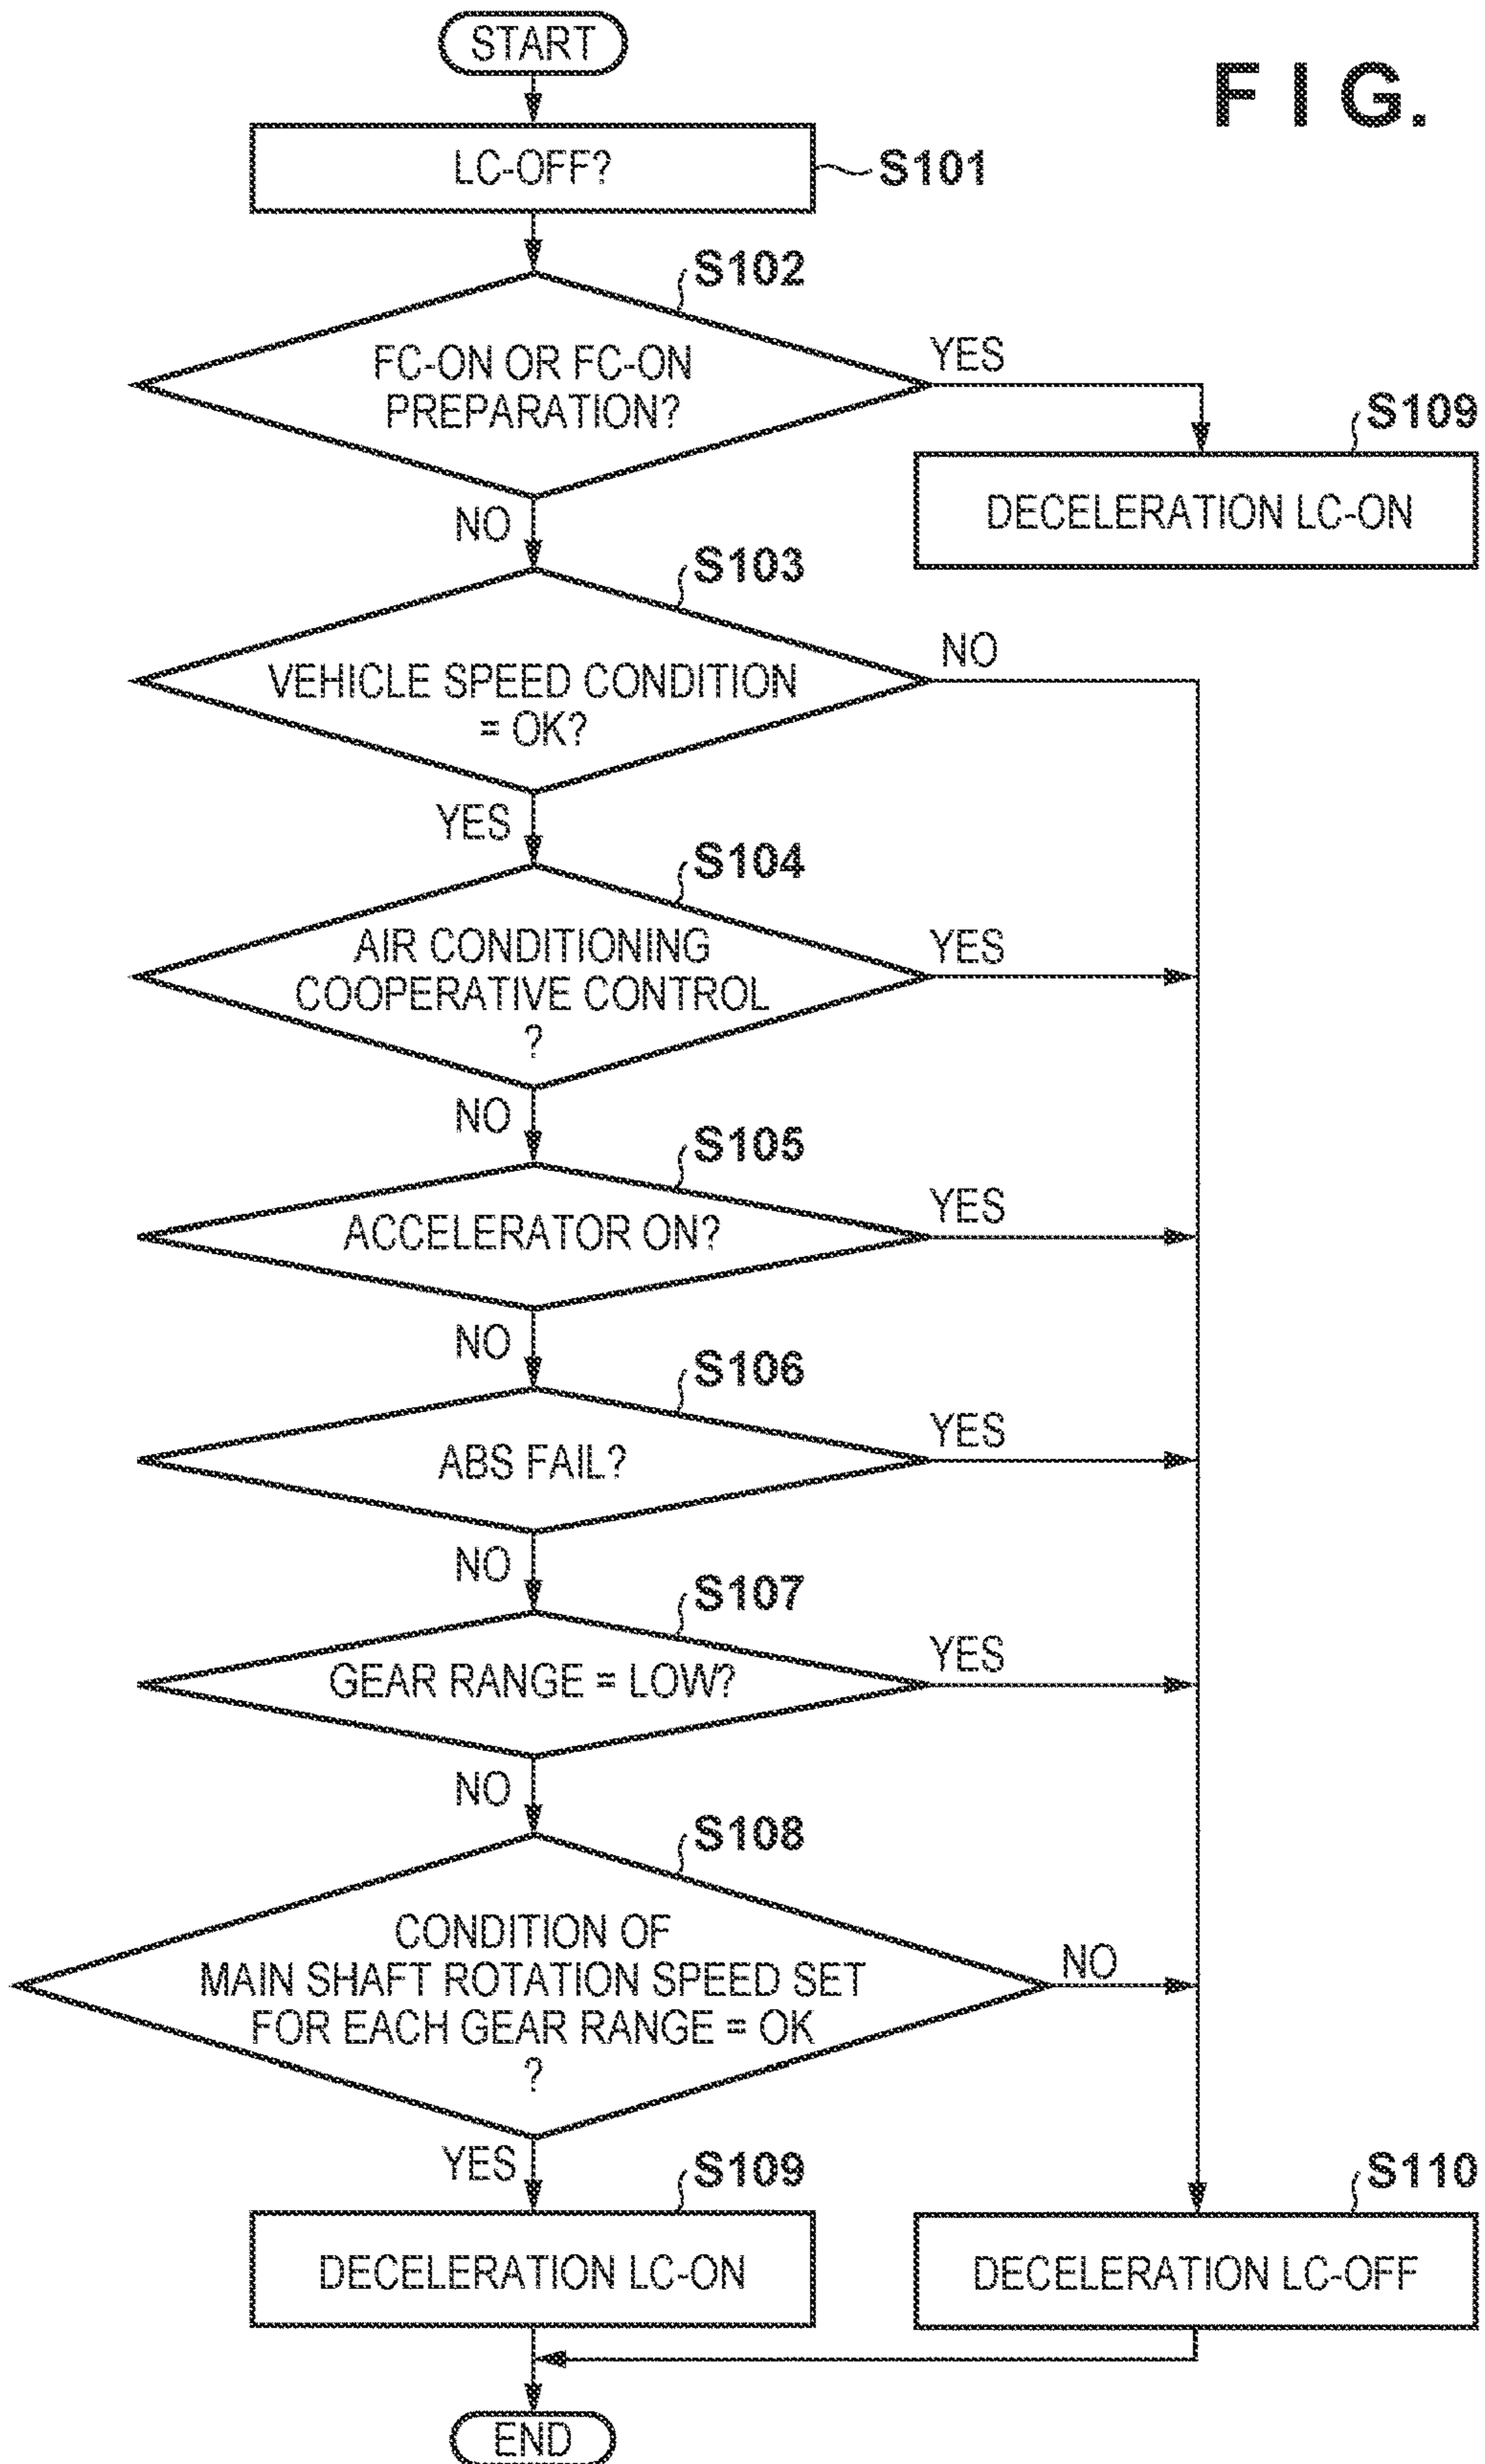 START
F I G.
LC-OFF?
S101
S102
FC-ON OR FC-ON
PREPARATION?
YES
S109
DECELERATION LC-ON
NO
S103
VEHICLE SPEED CONDITION
= OK?
NO
YES
S104
AIR CONDITIONING
COOPERATIVE CONTROL
?
YES
NO
S105
ACCELERATOR ON?
YES
NO
S106
ABS FAIL?
YES
NO
S107
GEAR RANGE = LOW?
YES
NO
S108
CONDITION OF
MAIN SHAFT ROTATION SPEED SET
FOR EACH GEAR RANGE = OK
?
NO
YES
S109
DECELERATION LC-ON
S110
DECELERATION LC-OFF
END